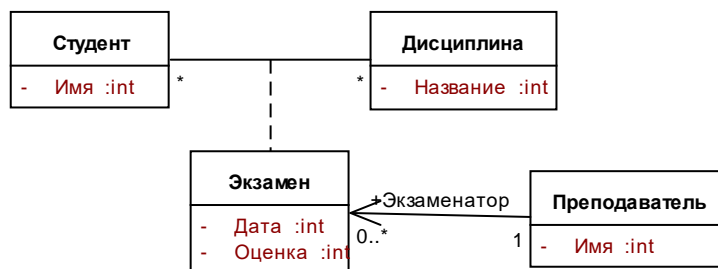 Студент
- Имя :int
*
Дисциплина
- Название :int
*
Экзамен
- Дата :int
- Оценка :int
+Экзаменатор
0..*
1
Преподаватель
- Имя :int